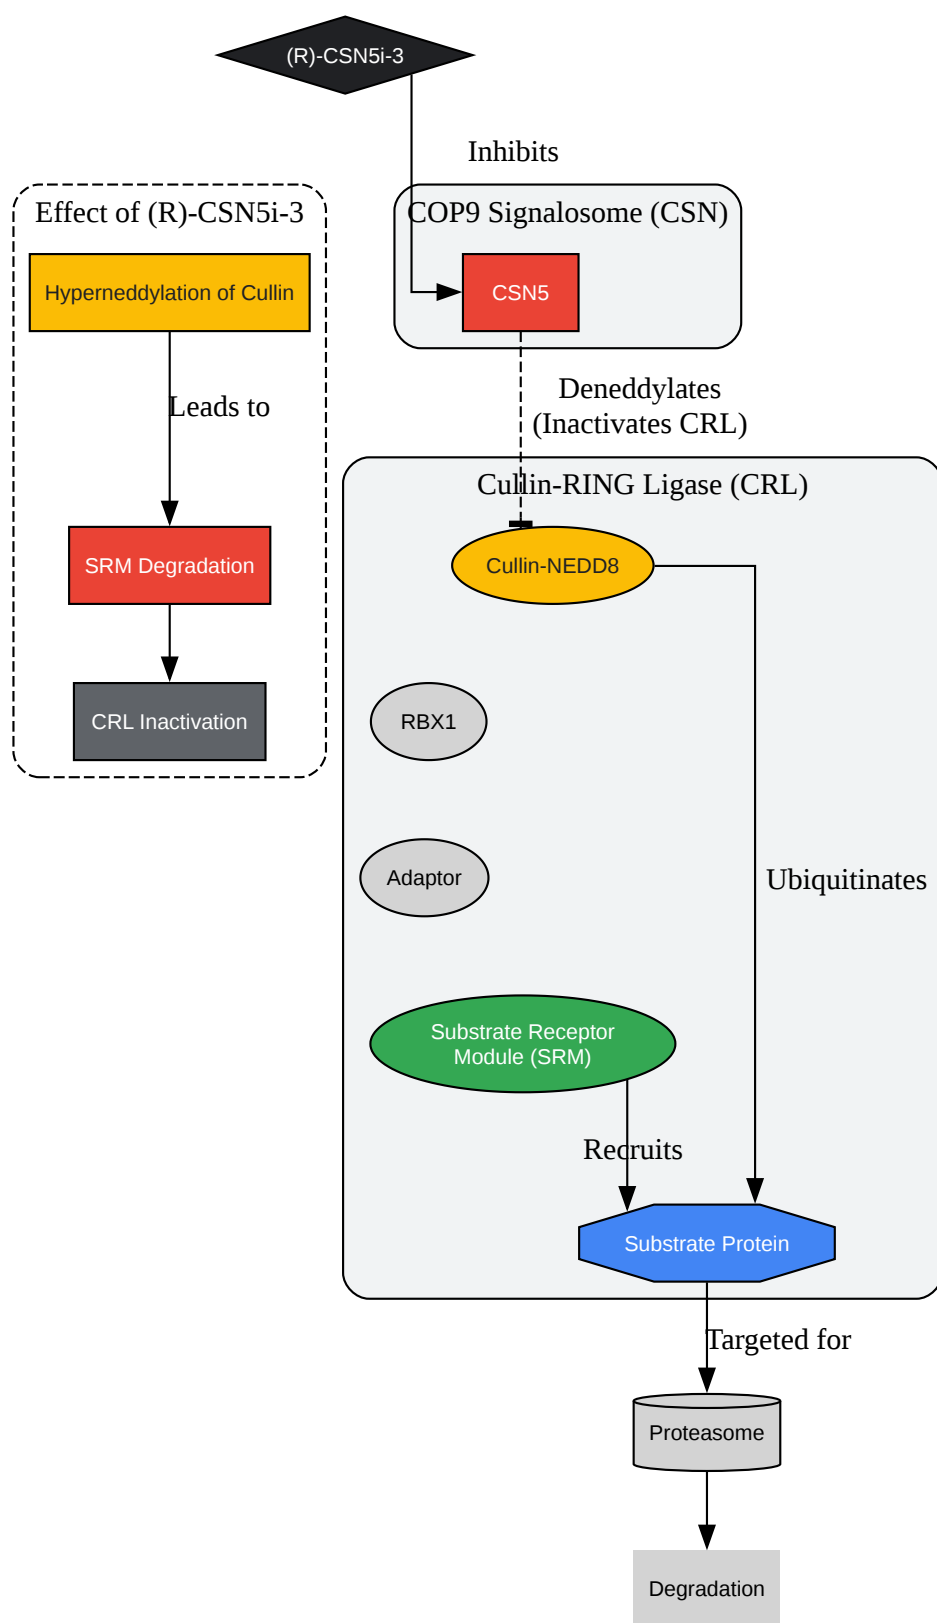 (R)-CSN5i-3
Inhibits
Effect of (R)-CSN5i-3
COP9 Signalosome (CSN)
Hyperneddylation of Cullin
CSN5
Leads to
Deneddylates
(Inactivates CRL)
Cullin-RING Ligase (CRL)
SRM Degradation
Cullin-NEDD8
CRL Inactivation
RBX1
Adaptor
Ubiquitinates
Substrate Receptor
Module (SRM)
Recruits
Substrate Protein
Targeted for
Proteasome
Degradation